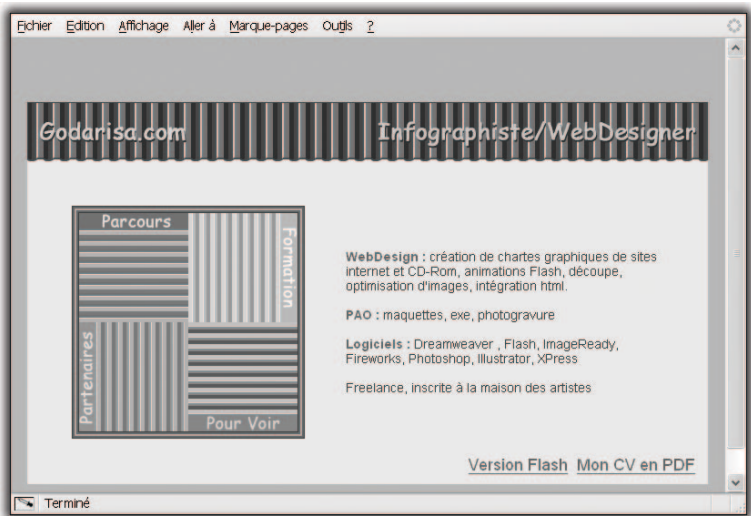 Fichier Edition Affichage Aller à Marque-pages Outils ?
Godarisa.com Infographiste/WebDesigner
Parcours
Formation
Partenaires
Pour Voir
WebDesign : création de chartes graphiques de sites
internet et CD-Rom, animations Flash, découpe,
optimisation d'images, intégration html.
PAO : maquettes, exe, photogravure
Logiciels : Dreamweaver , Flash, ImageReady,
Fireworks, Photoshop, Illustrator, XPress
Freelance, inscrite à la maison des artistes
Version Flash Mon CV en PDF
Terminé